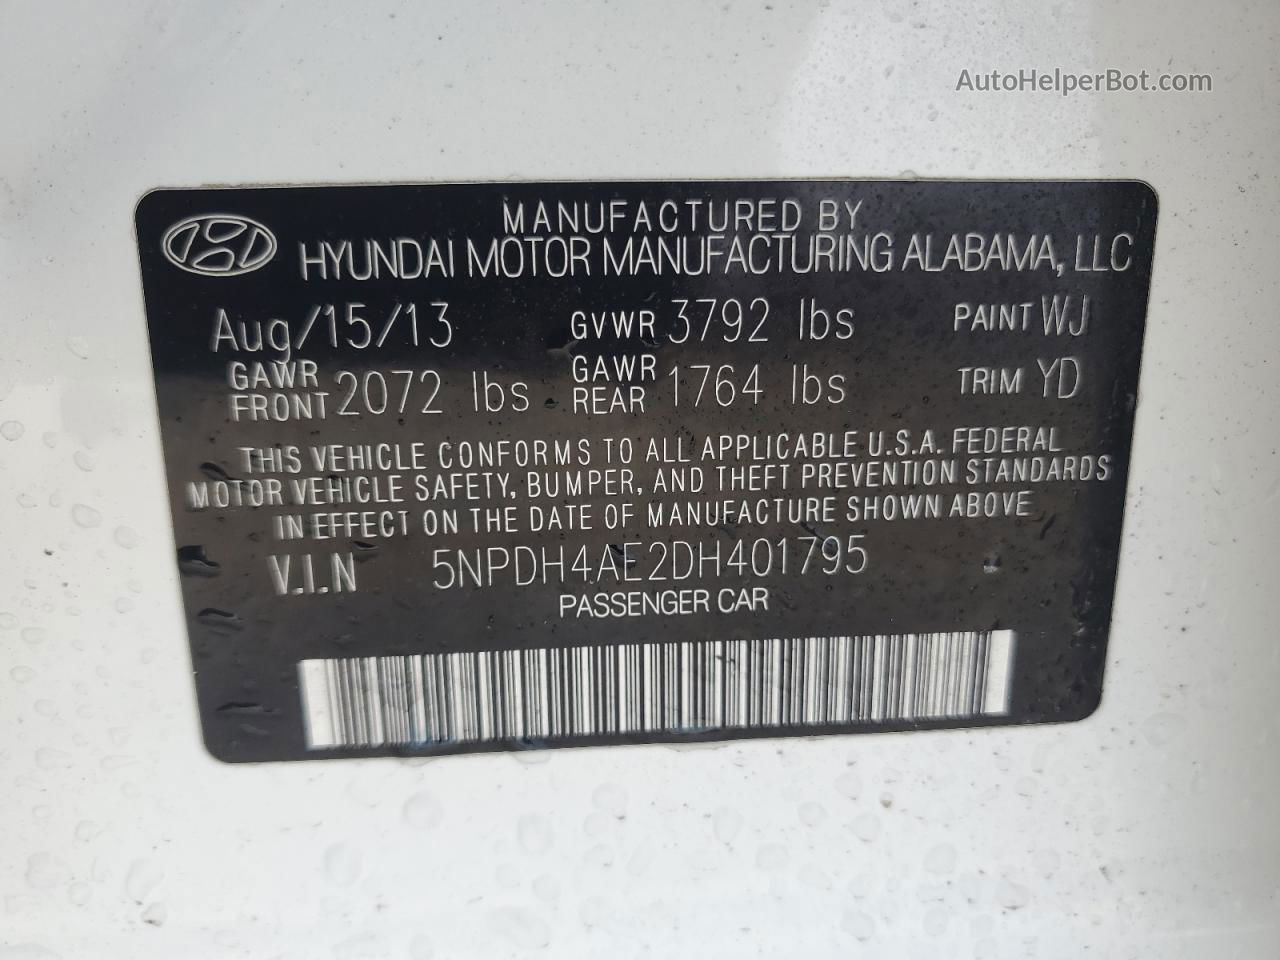 AutoHelperBot.com
MANUFACTURED BY
HYUNDAI MOTOR MANUFACTURING ALABAMA, LLC
Aug/15/13 GVWR 3792 lbs PAINT WJ
GAWR FRONT 2072 lbs GAWR REAR 1764 lbs TRIM YD
THIS VEHICLE CONFORMS TO ALL APPLICABLE U.S.A. FEDERAL
MOTOR VEHICLE SAFETY, BUMPER, AND THEFT PREVENTION STANDARDS
IN EFFECT ON THE DATE OF MANUFACTURE SHOWN ABOVE
V.I.N 5NPDH4AE2DH401795
PASSENGER CAR